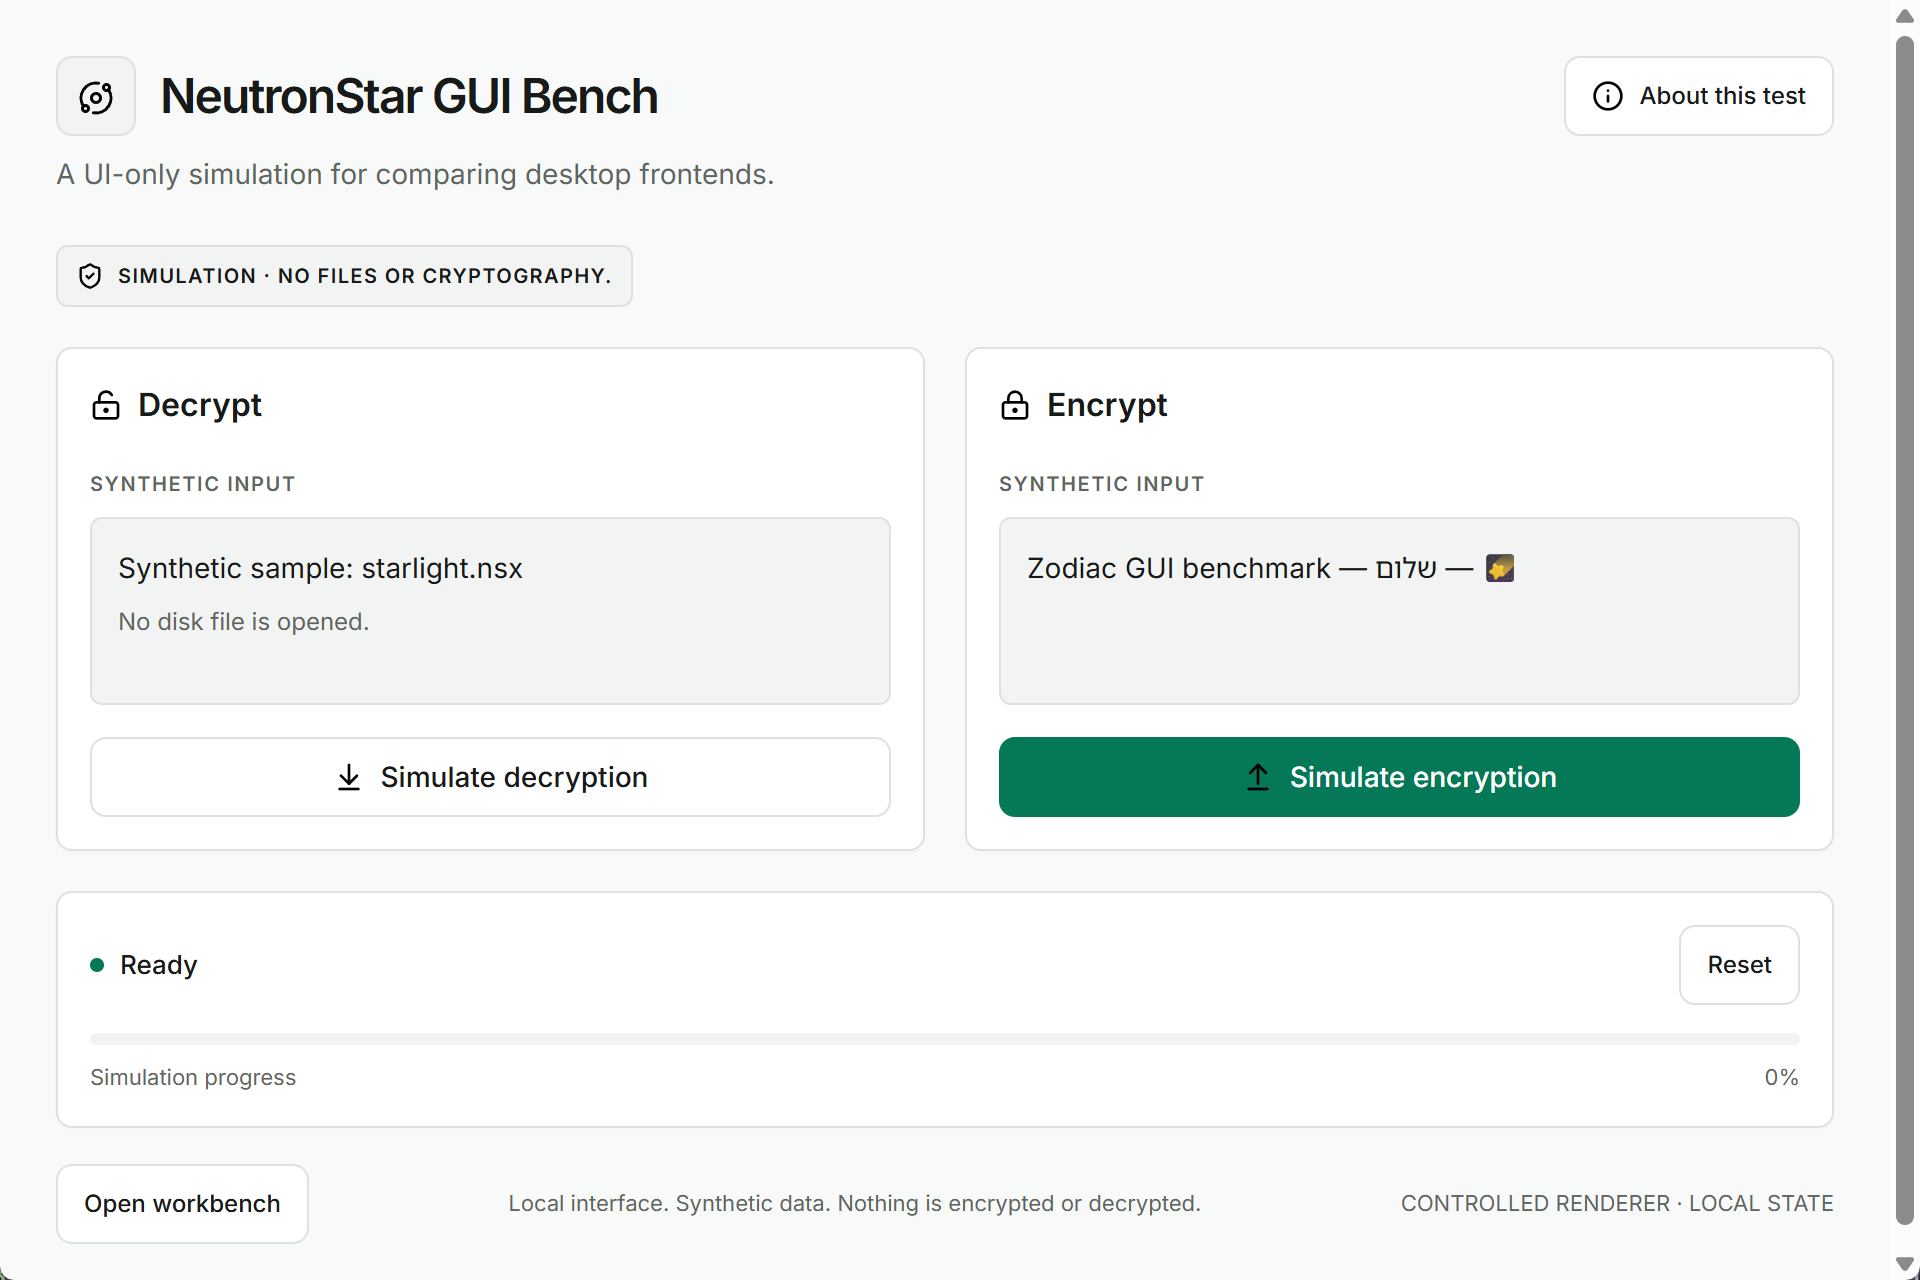 NeutronStar GUI Bench
About this test
A UI-only simulation for comparing desktop frontends.
SIMULATION · NO FILES OR CRYPTOGRAPHY.
Decrypt
SYNTHETIC INPUT
Synthetic sample: starlight.nsx
No disk file is opened.
Simulate decryption
Encrypt
SYNTHETIC INPUT
Zodiac GUI benchmark — שלום — 🌠
Simulate encryption
Ready
Reset
Simulation progress
0%
Open workbench
Local interface. Synthetic data. Nothing is encrypted or decrypted.
CONTROLLED RENDERER · LOCAL STATE